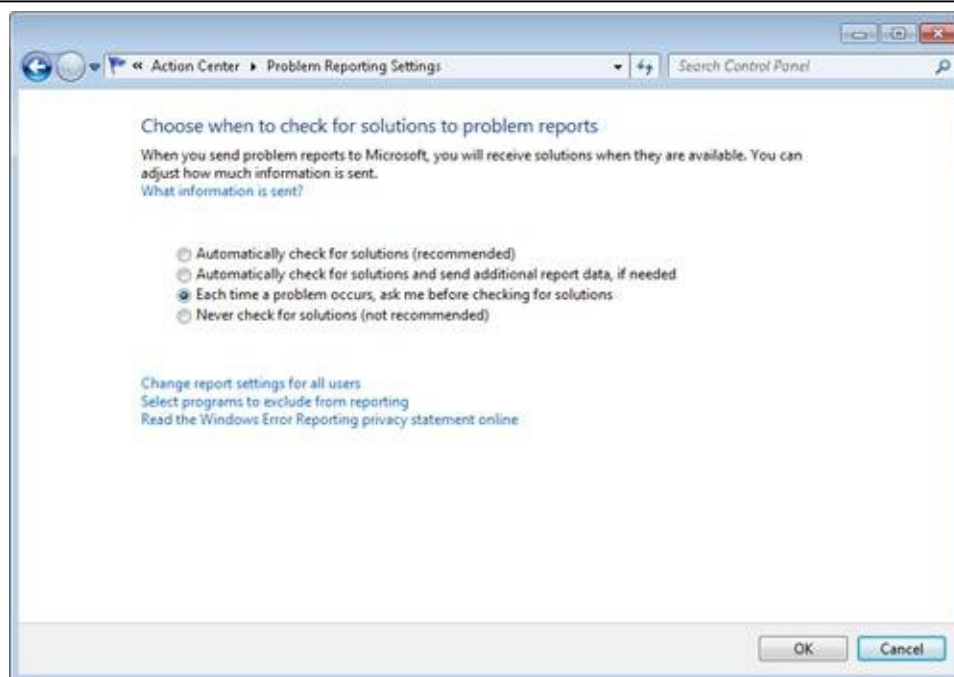 « Action Center ▸ Problem Reporting Settings
Search Control Panel
Choose when to check for solutions to problem reports
When you send problem reports to Microsoft, you will receive solutions when they are available. You can
adjust how much information is sent.
What information is sent?
Automatically check for solutions (recommended)
Automatically check for solutions and send additional report data, if needed
Each time a problem occurs, ask me before checking for solutions
Never check for solutions (not recommended)
Change report settings for all users
Select programs to exclude from reporting
Read the Windows Error Reporting privacy statement online
OK
Cancel